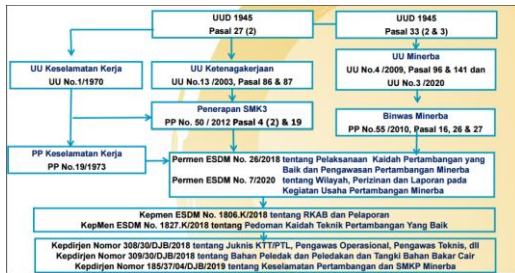 UUD 1945
Pasal 27 (2)
UUD 1945
Pasal 33 (2 & 3)
UU Keselamatan Kerja
UU No.1/1970
UU Ketenagakerjaan
UU No.13 /2003, Pasal 86 & 87
UU Minerba
UU No.4 /2009, Pasal 96 & 141 dan
UU No.3 /2020
Penerapan SMK3
PP No. 50 / 2012 Pasal 4 (2) & 19
Binwas Minerba
PP No.55 /2010, Pasal 16, 26 & 27
PP Keselamatan Kerja
PP No.19/1973
Permen ESDM No. 26/2018 tentang Pelaksanaan Kaidah Pertambangan yang
Baik dan Pengawasan Pertambangan Minerba
Permen ESDM No. 7/2020 tentang Wilayah, Perizinan dan Laporan pada
Kegiatan Usaha Pertambangan Minerba
Kepmen ESDM No. 1806.K/2018 tentang RKAB dan Pelaporan
KepMen ESDM No. 1827.K/2018 tentang Pedoman Kaidah Teknik Pertambangan Yang Baik
Kepdirjen Nomor 308/30/DJB/2018 tentang Juknis KTT/PTL, Pengawas Operasional, Pengawas Teknis, dll
Kepdirjen Nomor 309/30/DJB/2018 tentang Bahan Peledak dan Peledakan dan Tangki Bahan Bakar Cair
Kepdirjen Nomor 185/37/04/DJB/2019 tentang Keselamatan Pertambangan dan SMKP Minerba